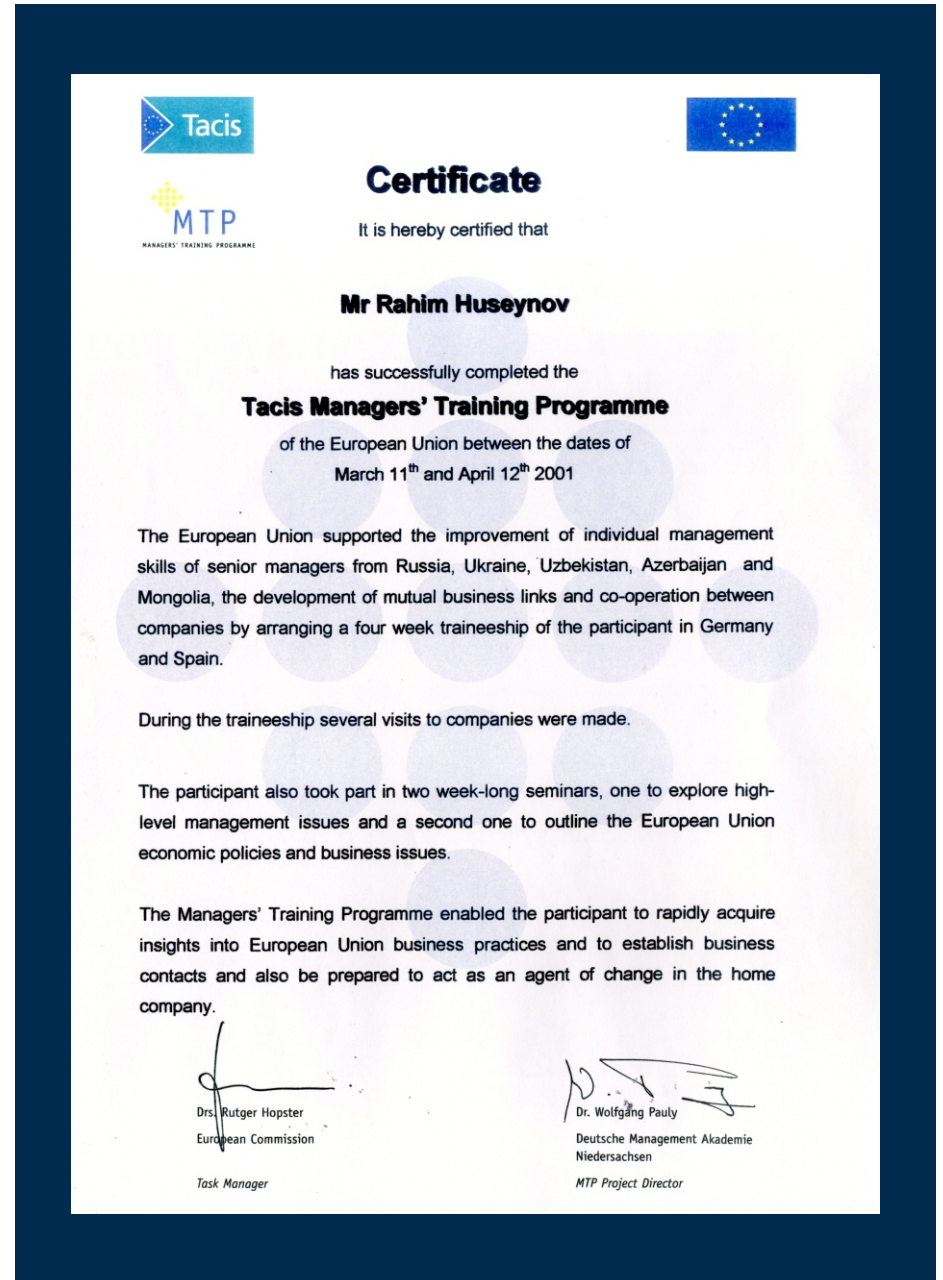 Tacis
MTP
MANAGERS' TRAINING PROGRAMME
Certificate
It is hereby certified that
Mr Rahim Huseynov
has successfully completed the
Tacis Managers' Training Programme
of the European Union between the dates of
March 11th and April 12th 2001
The European Union supported the improvement of individual management
skills of senior managers from Russia, Ukraine, Uzbekistan, Azerbaijan and
Mongolia, the development of mutual business links and co-operation between
companies by arranging a four week traineeship of the participant in Germany
and Spain.
During the traineeship several visits to companies were made.
The participant also took part in two week-long seminars, one to explore high-
level management issues and a second one to outline the European Union
economic policies and business issues.
The Managers' Training Programme enabled the participant to rapidly acquire
insights into European Union business practices and to establish business
contacts and also be prepared to act as an agent of change in the home
company.
Drs. Rutger Hopster
European Commission
Task Manager
Dr. Wolfgang Pauly
Deutsche Management Akademie
Niedersachsen
MTP Project Director